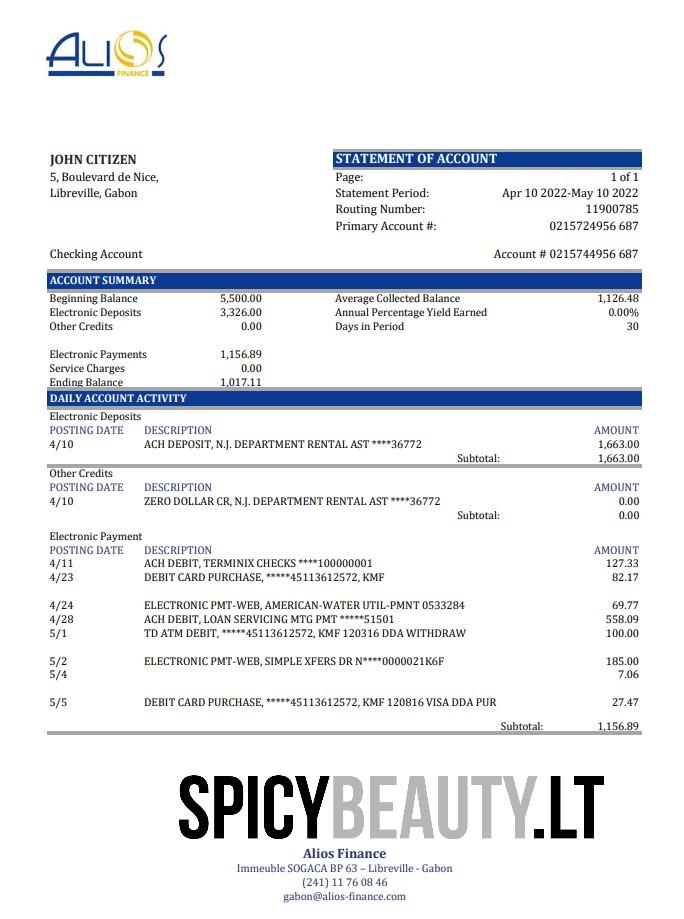 ALIOS
FINANCE
JOHN CITIZEN
5, Boulevard de Nice,
Libreville, Gabon
STATEMENT OF ACCOUNT
Page: 1 of 1
Statement Period: Apr 10 2022-May 10 2022
Routing Number: 11900785
Primary Account #: 0215724956 687
Checking Account Account # 0215744956 687
ACCOUNT SUMMARY
Beginning Balance 5,500.00 Average Collected Balance 1,126.48
Electronic Deposits 3,326.00 Annual Percentage Yield Earned 0.00%
Other Credits 0.00 Days in Period 30
Electronic Payments 1,156.89
Service Charges 0.00
Ending Balance 1,017.11
DAILY ACCOUNT ACTIVITY
Electronic Deposits
POSTING DATE DESCRIPTION AMOUNT
4/10 ACH DEPOSIT, N.J. DEPARTMENT RENTAL AST ****36772 1,663.00
Subtotal: 1,663.00
Other Credits
POSTING DATE DESCRIPTION AMOUNT
4/10 ZERO DOLLAR CR, N.J. DEPARTMENT RENTAL AST ****36772 0.00
Subtotal: 0.00
Electronic Payment
POSTING DATE DESCRIPTION AMOUNT
4/11 ACH DEBIT, TERMINIX CHECKS ****100000001 127.33
4/23 DEBIT CARD PURCHASE, *****45113612572, KMF 82.17
4/24 ELECTRONIC PMT-WEB, AMERICAN-WATER UTIL-PMNT 0533284 69.77
4/28 ACH DEBIT, LOAN SERVICING MTG PMT *****51501 558.09
5/1 TD ATM DEBIT, *****45113612572, KMF 120316 DDA WITHDRAW 100.00
5/2 ELECTRONIC PMT-WEB, SIMPLE XFERS DR N****0000021K6F 185.00
5/4 7.06
5/5 DEBIT CARD PURCHASE, *****45113612572, KMF 120816 VISA DDA PUR 27.47
Subtotal: 1,156.89
SPICYBEAUTY.LT
Alios Finance
Immeuble SOGACA BP 63 – Libreville - Gabon
(241) 11 76 08 46
gabon@alios-finance.com